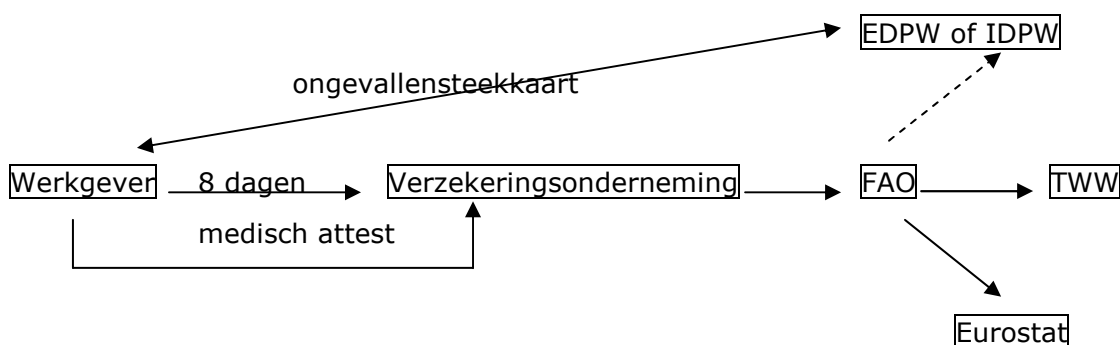 EDPW of IDPW
ongevallensteekkaart
Werkgever 8 dagen Verzekeringsonderneming FAO TWW
medisch attest
Eurostat